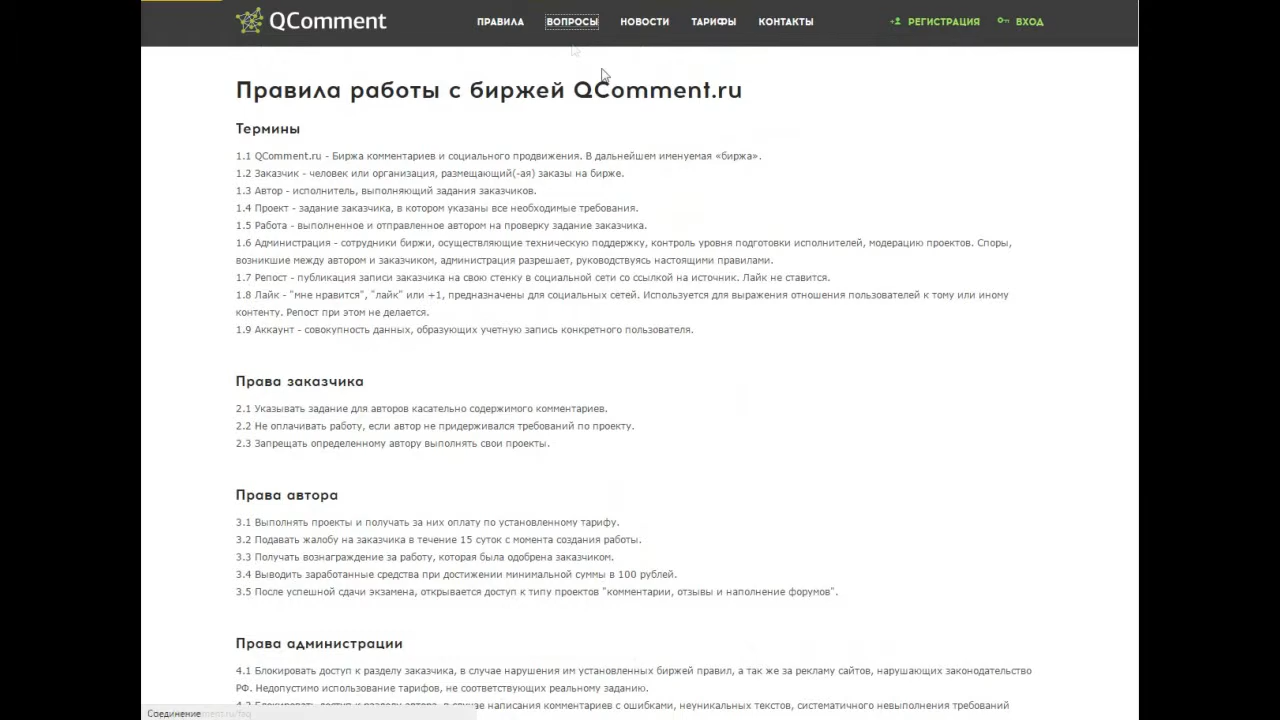 QComment
ПРАВИЛА ВОПРОСЫ НОВОСТИ ТАРИФЫ КОНТАКТЫ РЕГИСТРАЦИЯ ВХОД
Правила работы с биржей QComment.ru
Термины
1.1 QComment.ru - Биржа комментариев и социального продвижения. В дальнейшем именуемая «биржа».
1.2 Заказчик - человек или организация, размещающий(-ая) заказы на бирже.
1.3 Автор - исполнитель, выполняющий задания заказчиков.
1.4 Проект - задание заказчика, в котором указаны все необходимые требования.
1.5 Работа - выполненное и отправленное автором на проверку задание заказчика.
1.6 Администрация - сотрудники биржи, осуществляющие техническую поддержку, контроль уровня подготовки исполнителей, модерацию проектов. Споры,
возникшие между автором и заказчиком, администрация разрешает, руководствуясь настоящими правилами.
1.7 Репост - публикация записи заказчика на свою стенку в социальной сети со ссылкой на источник. Лайк не ставится.
1.8 Лайк - "мне нравится", "лайк" или +1, предназначены для социальных сетей. Используется для выражения отношения пользователей к тому или иному
контенту. Репост при этом не делается.
1.9 Аккаунт - совокупность данных, образующих учетную запись конкретного пользователя.
Права заказчика
2.1 Указывать задание для авторов касательно содержимого комментариев.
2.2 Не оплачивать работу, если автор не придерживался требований по проекту.
2.3 Запрещать определенному автору выполнять свои проекты.
Права автора
3.1 Выполнять проекты и получать за них оплату по установленному тарифу.
3.2 Подавать жалобу на заказчика в течение 15 суток с момента создания работы.
3.3 Получать вознаграждение за работу, которая была одобрена заказчиком.
3.4 Выводить заработанные средства при достижении минимальной суммы в 100 рублей.
3.5 После успешной сдачи экзамена, открывается доступ к типу проектов "комментарии, отзывы и наполнение форумов".
Права администрации
4.1 Блокировать доступ к разделу заказчика, в случае нарушения им установленных биржей правил, а так же за рекламу сайтов, нарушающих законодательство
РФ. Недопустимо использование тарифов, не соответствующих реальному заданию.
4.2 Блокировать доступ к разделу автора, в случае написания комментариев с ошибками, неуникальных текстов, систематичного невыполнения требований
Соединение